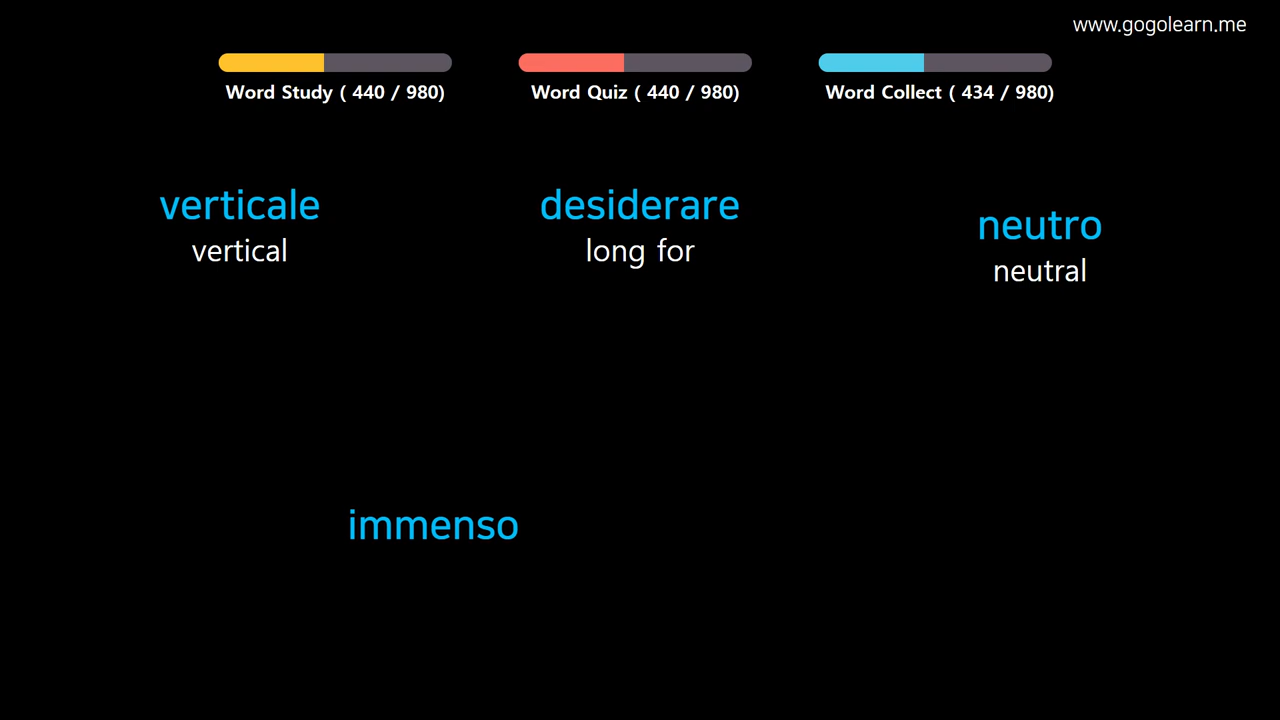 www.gogolearn.me
Word Study ( 440 / 980)
Word Quiz ( 440 / 980)
Word Collect ( 434 / 980)
verticale
vertical
desiderare
long for
neutro
neutral
immenso